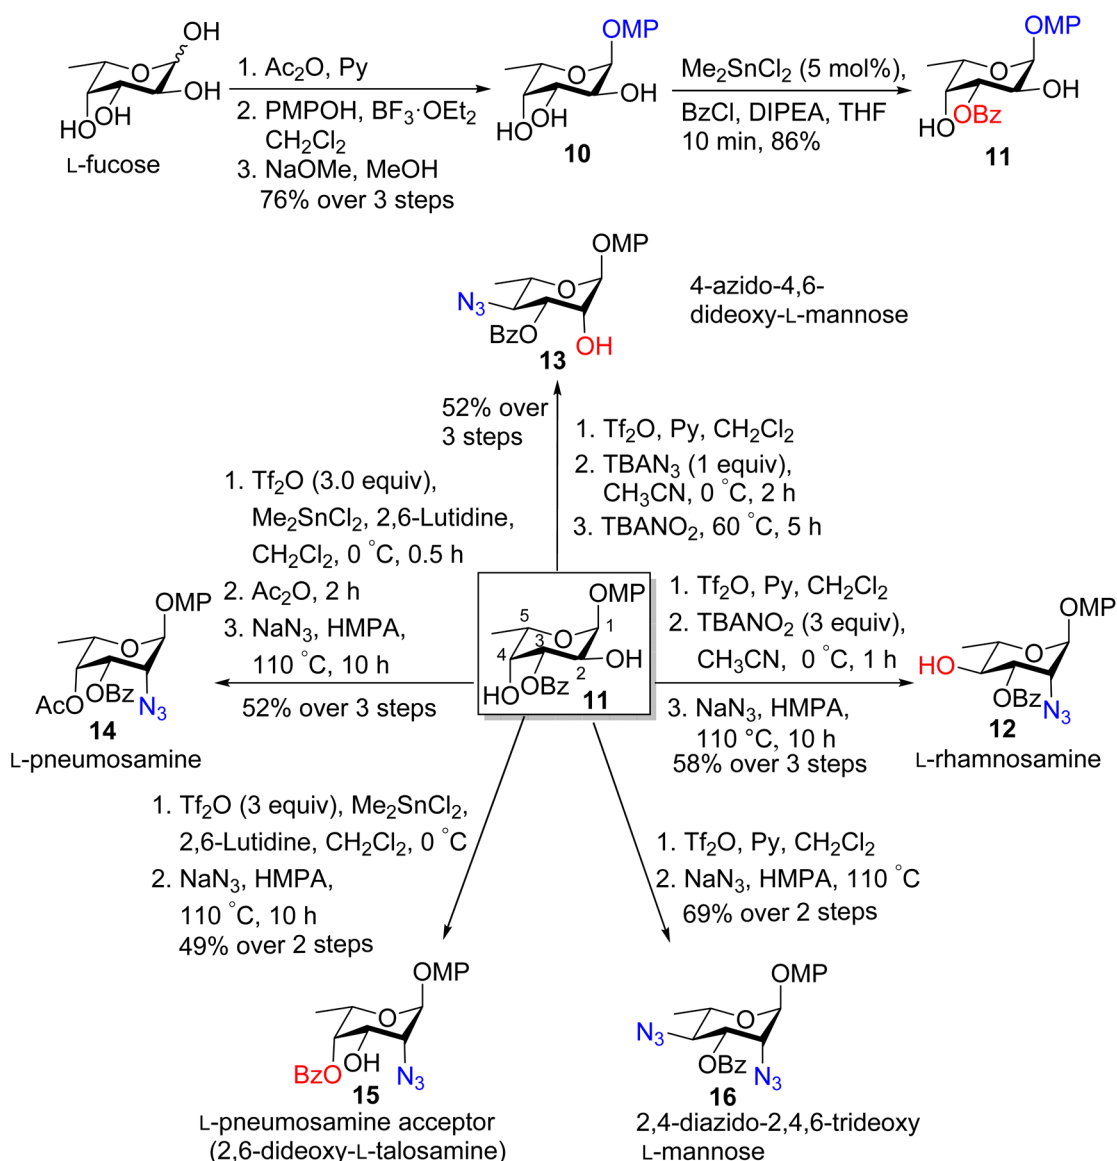 OH
O
OH
OH
HO
L-fucose
1. Ac2O, Py
2. PMPOH, BF3·OEt2
CH2Cl2
3. NaOMe, MeOH
76% over 3 steps
OMP
O
OH
OH
HO
10
Me2SnCl2 (5 mol%),
BzCl, DIPEA, THF
10 min, 86%
OMP
O
OH
OBz
HO
11
OMP
O
N3
BzO
OH
13
4-azido-4,6-
dideoxy-L-mannose
52% over
3 steps
1. Tf2O, Py, CH2Cl2
2. TBAN3 (1 equiv),
CH3CN, 0 °C, 2 h
3. TBANO2, 60 °C, 5 h
1. Tf2O (3.0 equiv),
Me2SnCl2, 2,6-Lutidine,
CH2Cl2, 0 °C, 0.5 h
2. Ac2O, 2 h
3. NaN3, HMPA,
110 °C, 10 h
52% over 3 steps
OMP
O
OBz
AcO
N3
14
L-pneumosamine
OMP
5
O
1
3
4
OH
2
OBz
HO
11
1. Tf2O, Py, CH2Cl2
2. TBANO2 (3 equiv),
CH3CN, 0 °C, 1 h
3. NaN3, HMPA,
110 °C, 10 h
58% over 3 steps
OMP
O
HO
OBz
N3
12
L-rhamnosamine
1. Tf2O (3 equiv), Me2SnCl2,
2,6-Lutidine, CH2Cl2, 0 °C
2. NaN3, HMPA,
110 °C, 10 h
49% over 2 steps
1. Tf2O, Py, CH2Cl2
2. NaN3, HMPA, 110 °C
69% over 2 steps
OMP
O
OH
BzO
N3
15
L-pneumosamine acceptor
(2,6-dideoxy-L-talosamine)
OMP
O
N3
OBz
N3
16
2,4-diazido-2,4,6-trideoxy
L-mannose